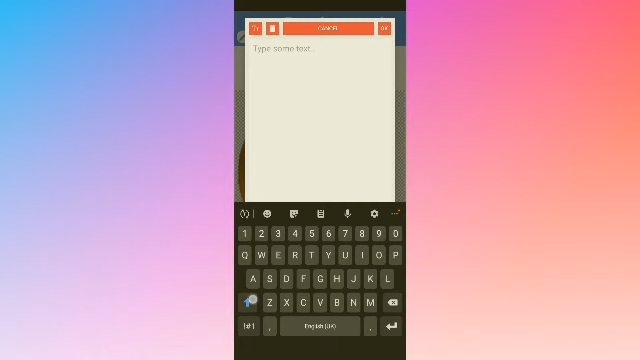 CANCEL
OK
Type some text..
1 2 3 4 5 6 7 8 9 0
Q W E R T Y U I O P
A S D F G H J K L
Z X C V B N M
!#1 , English (UK) .